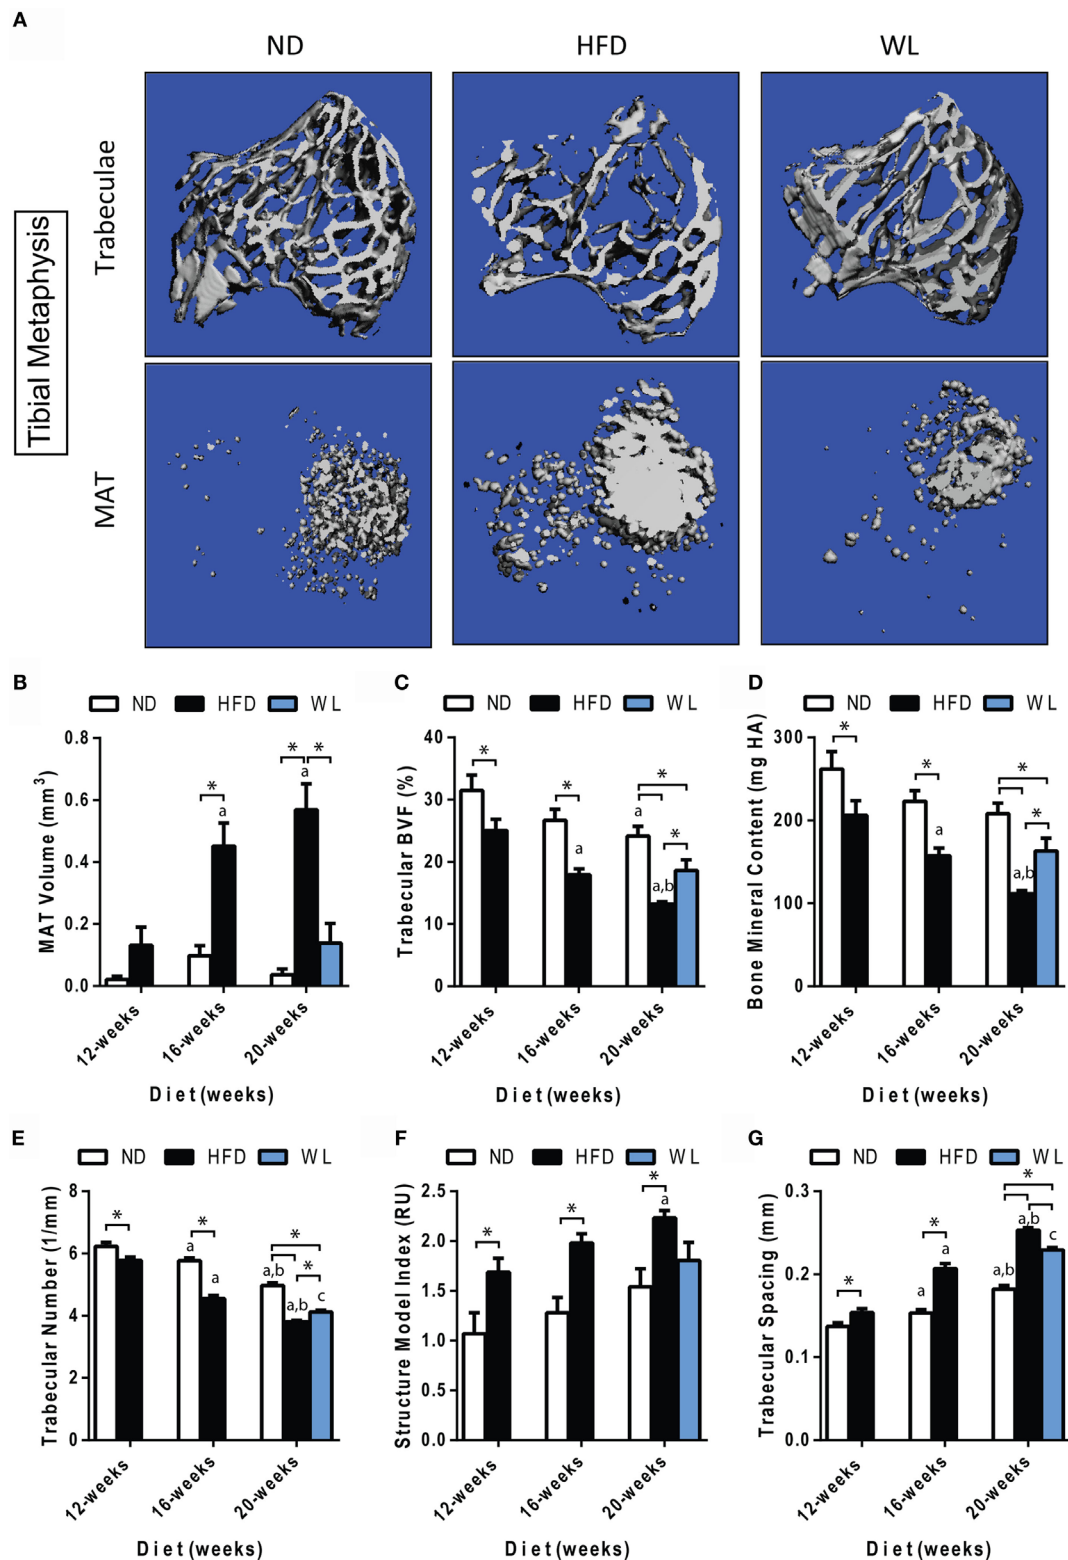 A
ND HFD WL
Tibial Metaphysis
Trabeculae
MAT
B
ND HFD WL
MAT Volume (mm³)
0.8
0.6
0.4
0.2
0.0
* * *
a a
12-weeks 16-weeks 20-weeks
Diet (weeks)
C
ND HFD WL
Trabecular BVF (%)
40
30
20
10
0
* * * *
a a a,b
12-weeks 16-weeks 20-weeks
Diet (weeks)
D
ND HFD WL
Bone Mineral Content (mg HA)
300
200
100
0
* * * *
a a,b
12-weeks 16-weeks 20-weeks
Diet (weeks)
E
ND HFD WL
Trabecular Number (1/mm)
8
6
4
2
0
* * * *
a a a,b a,b c
12-weeks 16-weeks 20-weeks
Diet (weeks)
F
ND HFD WL
Structure Model Index (RU)
2.5
2.0
1.5
1.0
0.5
0.0
* * *
a
12-weeks 16-weeks 20-weeks
Diet (weeks)
G
ND HFD WL
Trabecular Spacing (mm)
0.3
0.2
0.1
0.0
* * *
a a a,b a,b c
12-weeks 16-weeks 20-weeks
Diet (weeks)